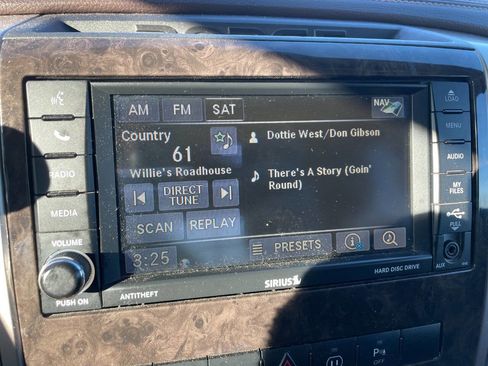 LOAD
AM FM SAT NAV
MENU
Country
61
Dottie West/Don Gibson
AUDIO
RADIO
Willie's Roadhouse
There's A Story (Goin'
Round)
DIRECT
TUNE
MY
FILES
MEDIA
SCAN REPLAY
PULL
VOLUME
3:25
PRESETS
PUSH ON
ANTITHEFT
SIRIUS
HARD DISC DRIVE
AUX
OFF